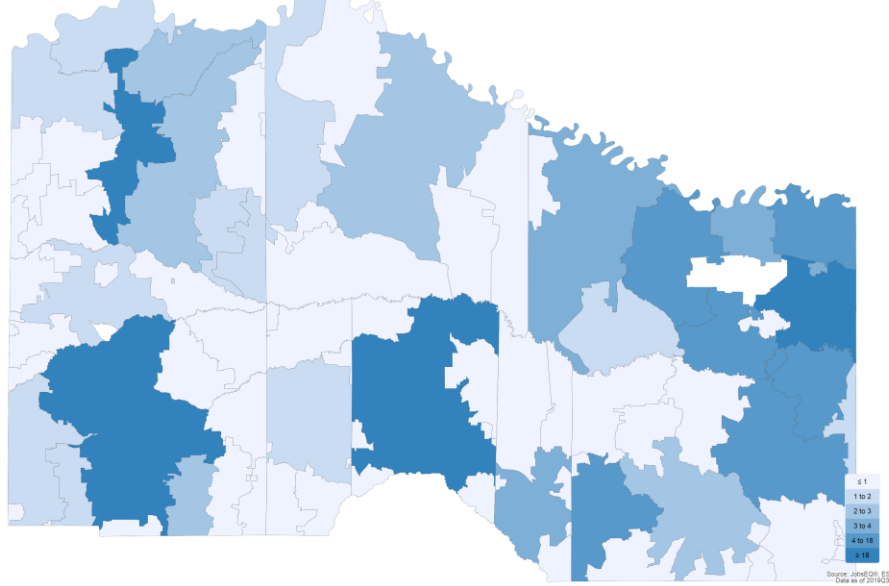 ≤ 1
1 to 2
2 to 3
3 to 4
4 to 18
≥ 18
Source: JobsEQ®, ES
Data as of 2019Q3